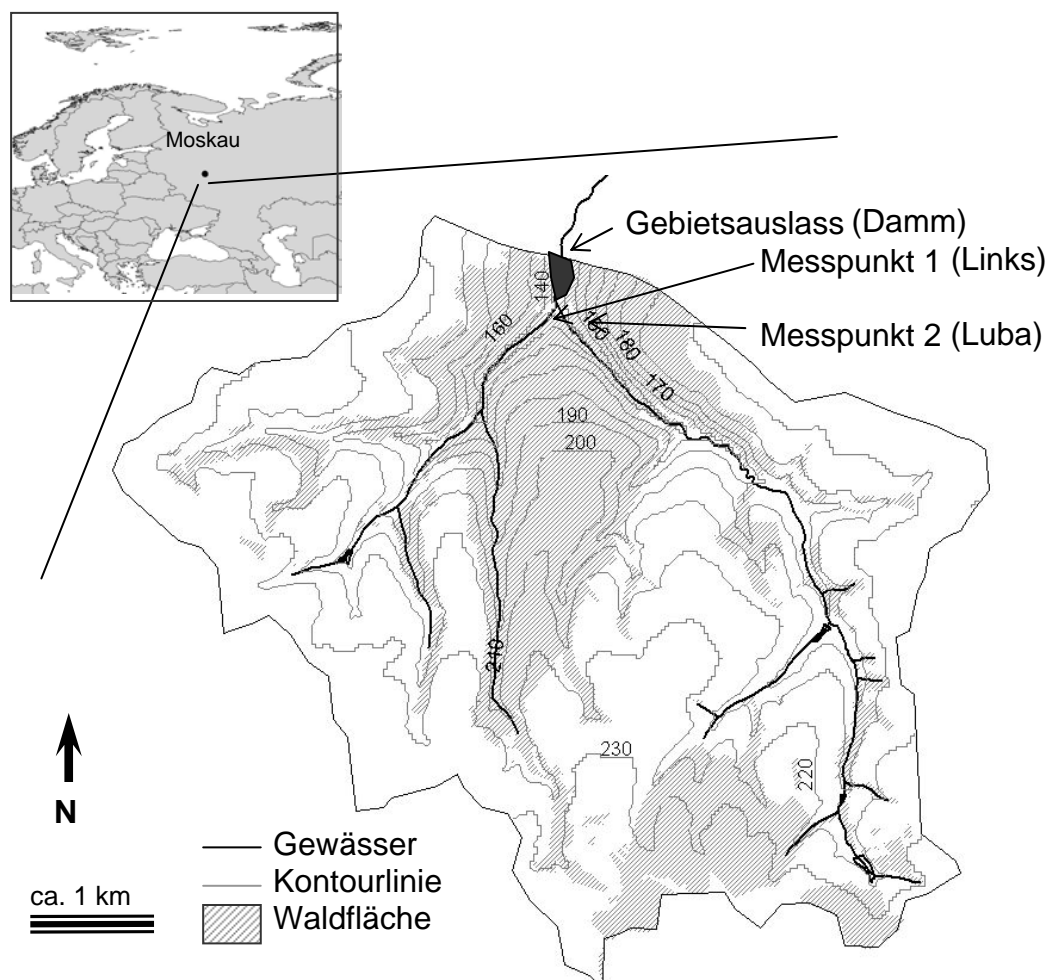 Moskau
Gebietsauslass (Damm)
Messpunkt 1 (Links)
140
160
Messpunkt 2 (Luba)
180
170
190
200
210
230
220
N
Gewässer
Kontourlinie
Waldfläche
ca. 1 km